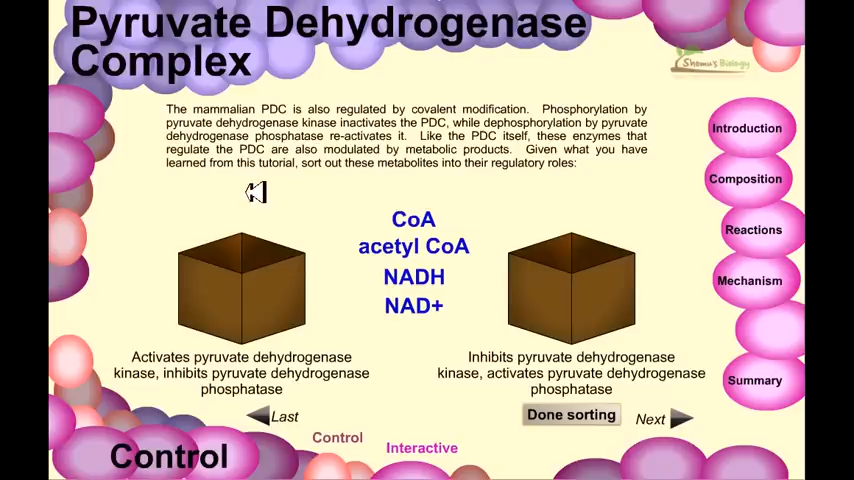 Pyruvate Dehydrogenase
Complex
Shomu's Biology
The mammalian PDC is also regulated by covalent modification. Phosphorylation by
pyruvate dehydrogenase kinase inactivates the PDC, while dephosphorylation by pyruvate
dehydrogenase phosphatase re-activates it. Like the PDC itself, these enzymes that
regulate the PDC are also modulated by metabolic products. Given what you have
learned from this tutorial, sort out these metabolites into their regulatory roles:
CoA
acetyl CoA
NADH
NAD+
Activates pyruvate dehydrogenase
kinase, inhibits pyruvate dehydrogenase
phosphatase
Inhibits pyruvate dehydrogenase
kinase, activates pyruvate dehydrogenase
phosphatase
Last
Done sorting
Next
Control
Control
Interactive
Introduction
Composition
Reactions
Mechanism
Summary